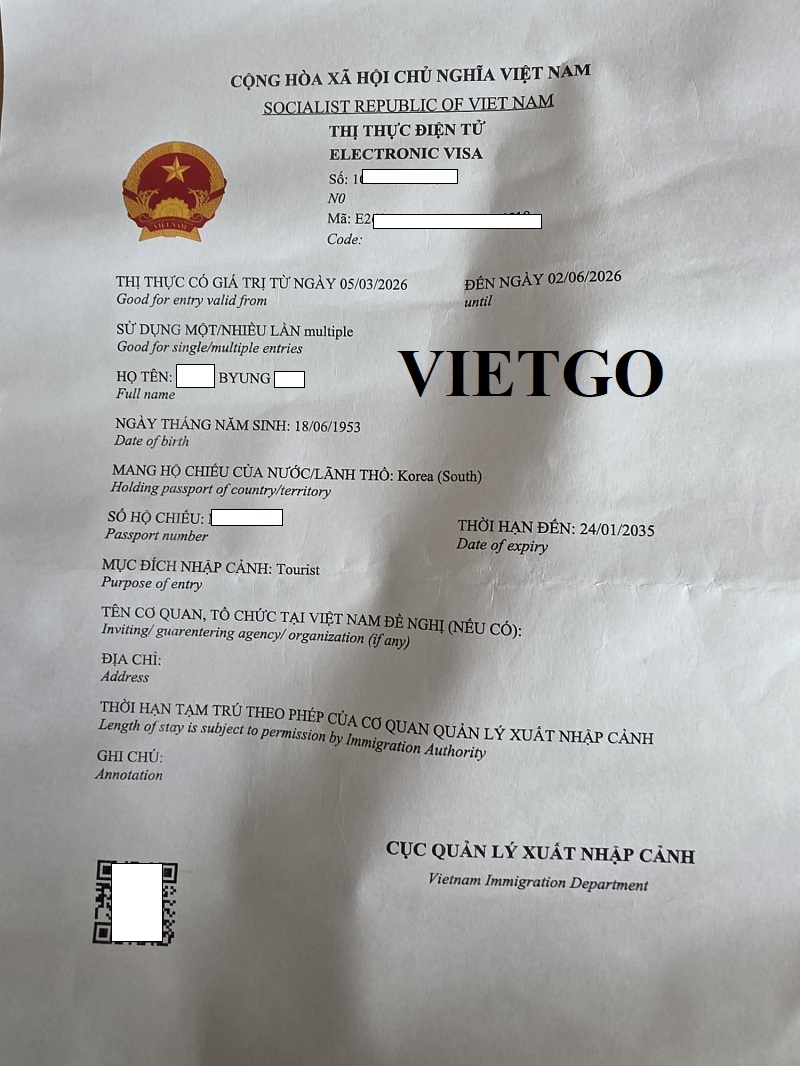 CỘNG HÒA XÃ HỘI CHỦ NGHĨA VIỆT NAM
SOCIALIST REPUBLIC OF VIET NAM
THỊ THỰC ĐIỆN TỬ
ELECTRONIC VISA
Số:
N0
Mã: E2
Code:
VIỆT NAM
THỊ THỰC CÓ GIÁ TRỊ TỪ NGÀY 05/03/2026 ĐẾN NGÀY 02/06/2026
Good for entry valid from until
SỬ DỤNG MỘT/NHIỀU LẦN multiple
Good for single/multiple entries
VIETGO
HỌ TÊN: BYUNG
Full name
NGÀY THÁNG NĂM SINH: 18/06/1953
Date of birth
MANG HỘ CHIẾU CỦA NƯỚC/LÃNH THỔ: Korea (South)
Holding passport of country/territory
SỐ HỘ CHIẾU: THỜI HẠN ĐẾN: 24/01/2035
Passport number Date of expiry
MỤC ĐÍCH NHẬP CẢNH: Tourist
Purpose of entry
TÊN CƠ QUAN, TỔ CHỨC TẠI VIỆT NAM ĐỀ NGHỊ (NẾU CÓ):
Inviting/ guarentering agency/ organization (if any)
ĐỊA CHỈ:
Address
THỜI HẠN TẠM TRÚ THEO PHÉP CỦA CƠ QUAN QUẢN LÝ XUẤT NHẬP CẢNH
Length of stay is subject to permission by Immigration Authority
GHI CHÚ:
Annotation
CỤC QUẢN LÝ XUẤT NHẬP CẢNH
Vietnam Immigration Department